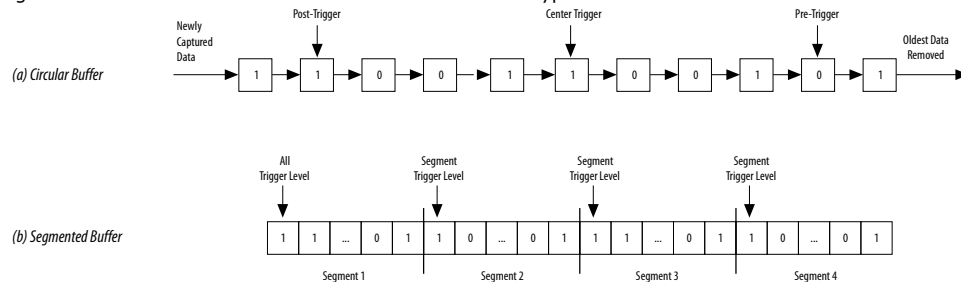 Post-Trigger Center Trigger Pre-Trigger
Newly
Captured
Data
Oldest Data
Removed
(a) Circular Buffer
1 1 0 0 1 1 0 0 1 0 1
All
Trigger Level
Segment
Trigger Level
Segment
Trigger Level
Segment
Trigger Level
(b) Segmented Buffer
1 1 ... 0 1 1 0 ... 0 1 1 1 ... 0 1 1 0 ... 0 1
Segment 1 Segment 2 Segment 3 Segment 4